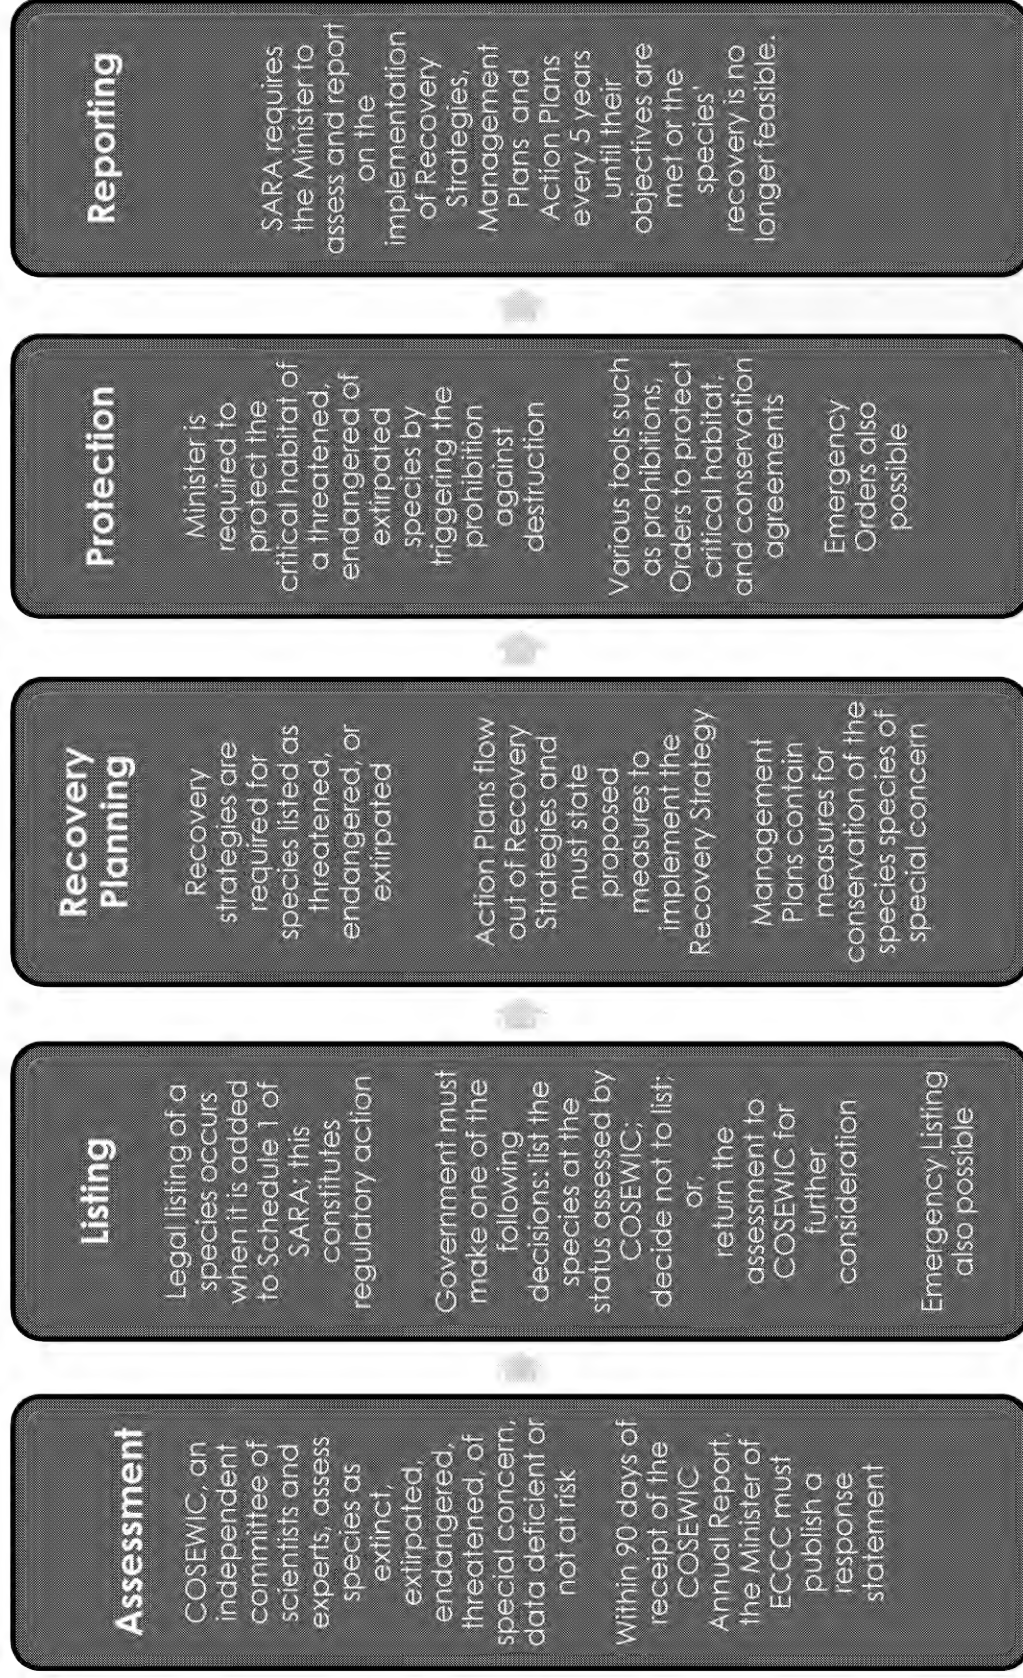 Assessment
COSEWIC, an
independent
committee of
scientists and
experts, assess
species as
extinct,
extirpated,
endangered,
threatened, of
special concern,
data deficient or
not at risk
Within 90 days of
receipt of the
COSEWIC
Annual Report,
the Minister of
ECCC must
publish a
response
statement
Listing
Legal listing of a
species occurs
when it is added
to Schedule 1 of
SARA; this
constitutes
regulatory action
Government must
make one of the
following
decisions: list the
species at the
status assessed by
COSEWIC;
decide not to list;
or,
return the
assessment to
COSEWIC for
further
consideration
Emergency Listing
also possible
Recovery
Planning
Recovery
strategies are
required for
species listed as
threatened,
endangered, or
extirpated
Action Plans flow
out of Recovery
Strategies and
must state
proposed
measures to
implement the
Recovery Strategy
Management
Plans contain
measures for
conservation of the
species species of
special concern
Protection
Minister is
required to
protect the
critical habitat of
a threatened,
endangered of
extirpated
species by
triggering the
prohibition
against
destruction
Various tools such
as prohibitions,
Orders to protect
critical habitat,
and conservation
agreements
Emergency
Orders also
possible
Reporting
SARA requires
the Minister to
assess and report
on the
implementation
of Recovery
Strategies,
Management
Plans and
Action Plans
every 5 years
until their
objectives are
met or the
species'
recovery is no
longer feasible.